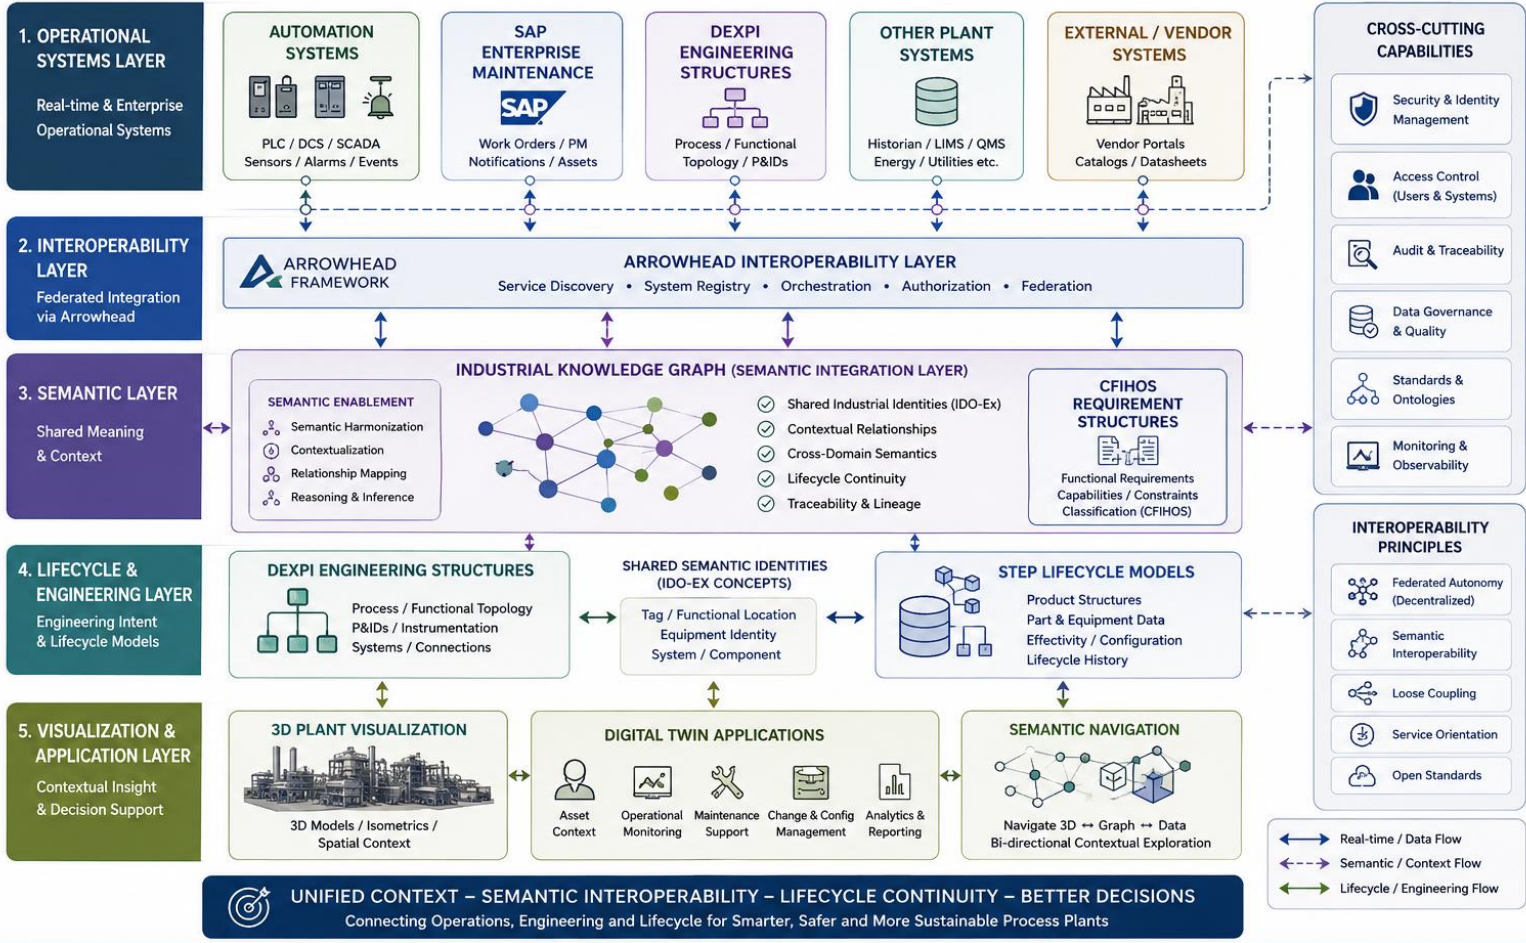 1. OPERATIONAL
SYSTEMS LAYER
Real-time & Enterprise
Operational Systems
AUTOMATION
SYSTEMS
PLC / DCS / SCADA
Sensors / Alarms / Events
SAP
ENTERPRISE
MAINTENANCE
SAP
Work Orders / PM
Notifications / Assets
DEXPI
ENGINEERING
STRUCTURES
Process / Functional
Topology / P&IDs
OTHER PLANT
SYSTEMS
Historian / LIMS / QMS
Energy / Utilities etc.
EXTERNAL / VENDOR
SYSTEMS
Vendor Portals
Catalogs / Datasheets
2. INTEROPERABILITY
LAYER
Federated Integration
via Arrowhead
ARROWHEAD
FRAMEWORK
ARROWHEAD INTEROPERABILITY LAYER
Service Discovery • System Registry • Orchestration • Authorization • Federation
3. SEMANTIC LAYER
Shared Meaning
& Context
INDUSTRIAL KNOWLEDGE GRAPH (SEMANTIC INTEGRATION LAYER)
SEMANTIC ENABLEMENT
Semantic Harmonization
Contextualization
Relationship Mapping
Reasoning & Inference
Shared Industrial Identities (IDO-Ex)
Contextual Relationships
Cross-Domain Semantics
Lifecycle Continuity
Traceability & Lineage
CFIHOS
REQUIREMENT
STRUCTURES
Functional Requirements
Capabilities / Constraints
Classification (CFIHOS)
4. LIFECYCLE &
ENGINEERING LAYER
Engineering Intent
& Lifecycle Models
DEXPI ENGINEERING STRUCTURES
Process / Functional Topology
P&IDs / Instrumentation
Systems / Connections
SHARED SEMANTIC IDENTITIES
(IDO-EX CONCEPTS)
Tag / Functional Location
Equipment Identity
System / Component
STEP LIFECYCLE MODELS
Product Structures
Part & Equipment Data
Effectivity / Configuration
Lifecycle History
5. VISUALIZATION &
APPLICATION LAYER
Contextual Insight
& Decision Support
3D PLANT VISUALIZATION
3D Models / Isometrics /
Spatial Context
DIGITAL TWIN APPLICATIONS
Asset
Context
Operational
Monitoring
Maintenance
Support
Change & Config
Management
Analytics &
Reporting
SEMANTIC NAVIGATION
Navigate 3D ↔ Graph ↔ Data
Bi-directional Contextual Exploration
CROSS-CUTTING
CAPABILITIES
Security & Identity
Management
Access Control
(Users & Systems)
Audit & Traceability
Data Governance
& Quality
Standards &
Ontologies
Monitoring &
Observability
INTEROPERABILITY
PRINCIPLES
Federated Autonomy
(Decentralized)
Semantic
Interoperability
Loose Coupling
Service Orientation
Open Standards
Real-time / Data Flow
Semantic / Context Flow
Lifecycle / Engineering Flow
UNIFIED CONTEXT – SEMANTIC INTEROPERABILITY – LIFECYCLE CONTINUITY – BETTER DECISIONS
Connecting Operations, Engineering and Lifecycle for Smarter, Safer and More Sustainable Process Plants